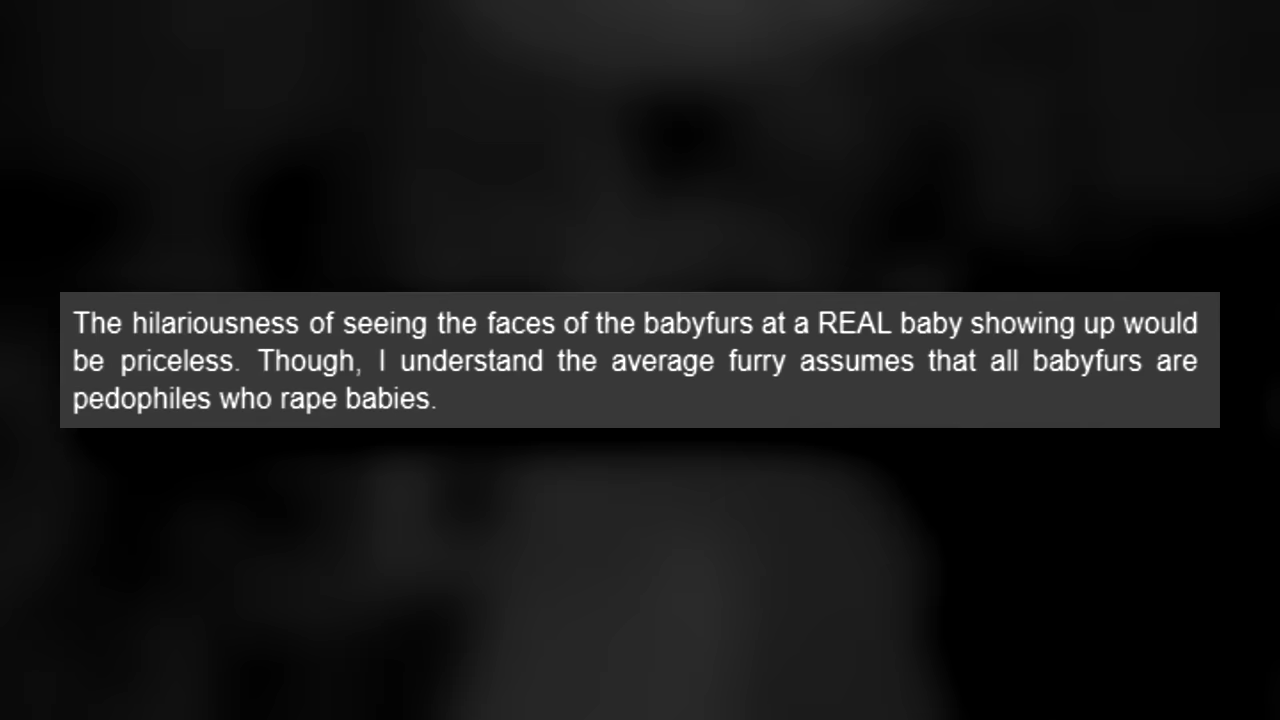 The hilariousness of seeing the faces of the babyfurs at a REAL baby showing up would
be priceless. Though, I understand the average furry assumes that all babyfurs are
pedophiles who rape babies.